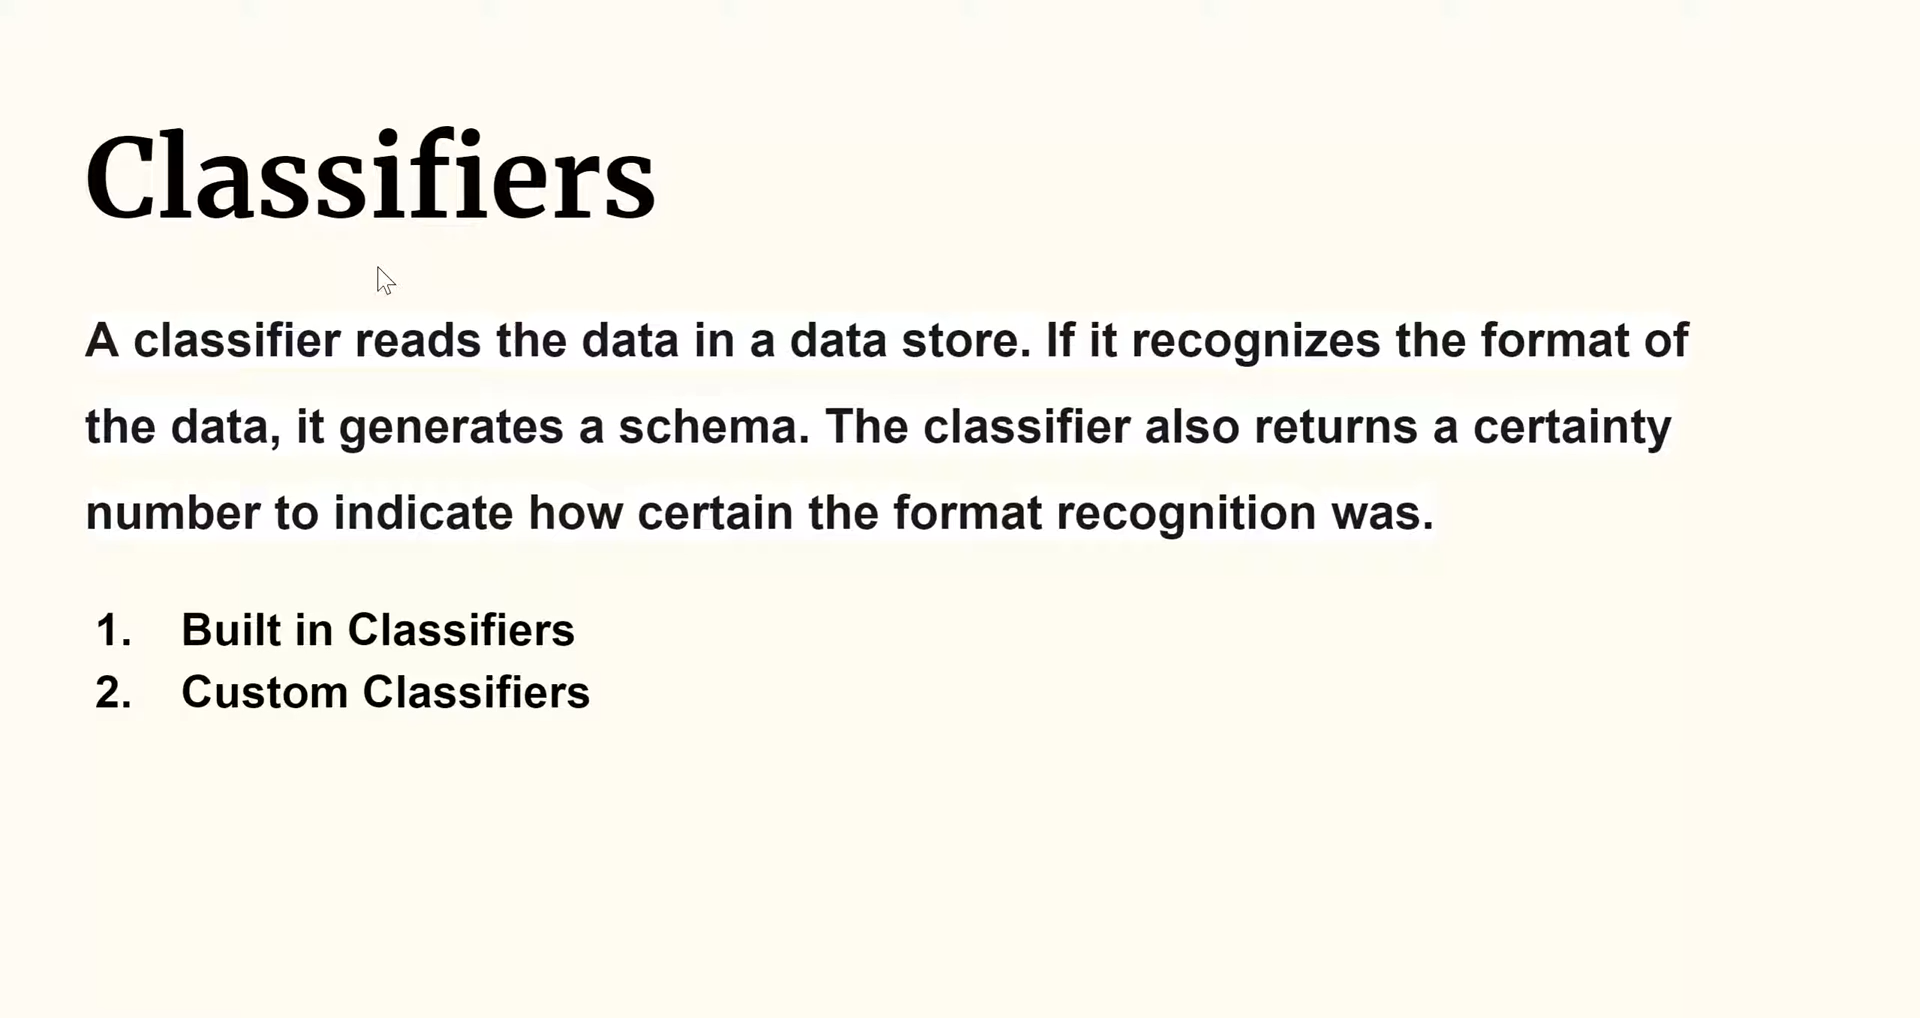 Classifiers
A classifier reads the data in a data store. If it recognizes the format of
the data, it generates a schema. The classifier also returns a certainty
number to indicate how certain the format recognition was.
1. Built in Classifiers
2. Custom Classifiers